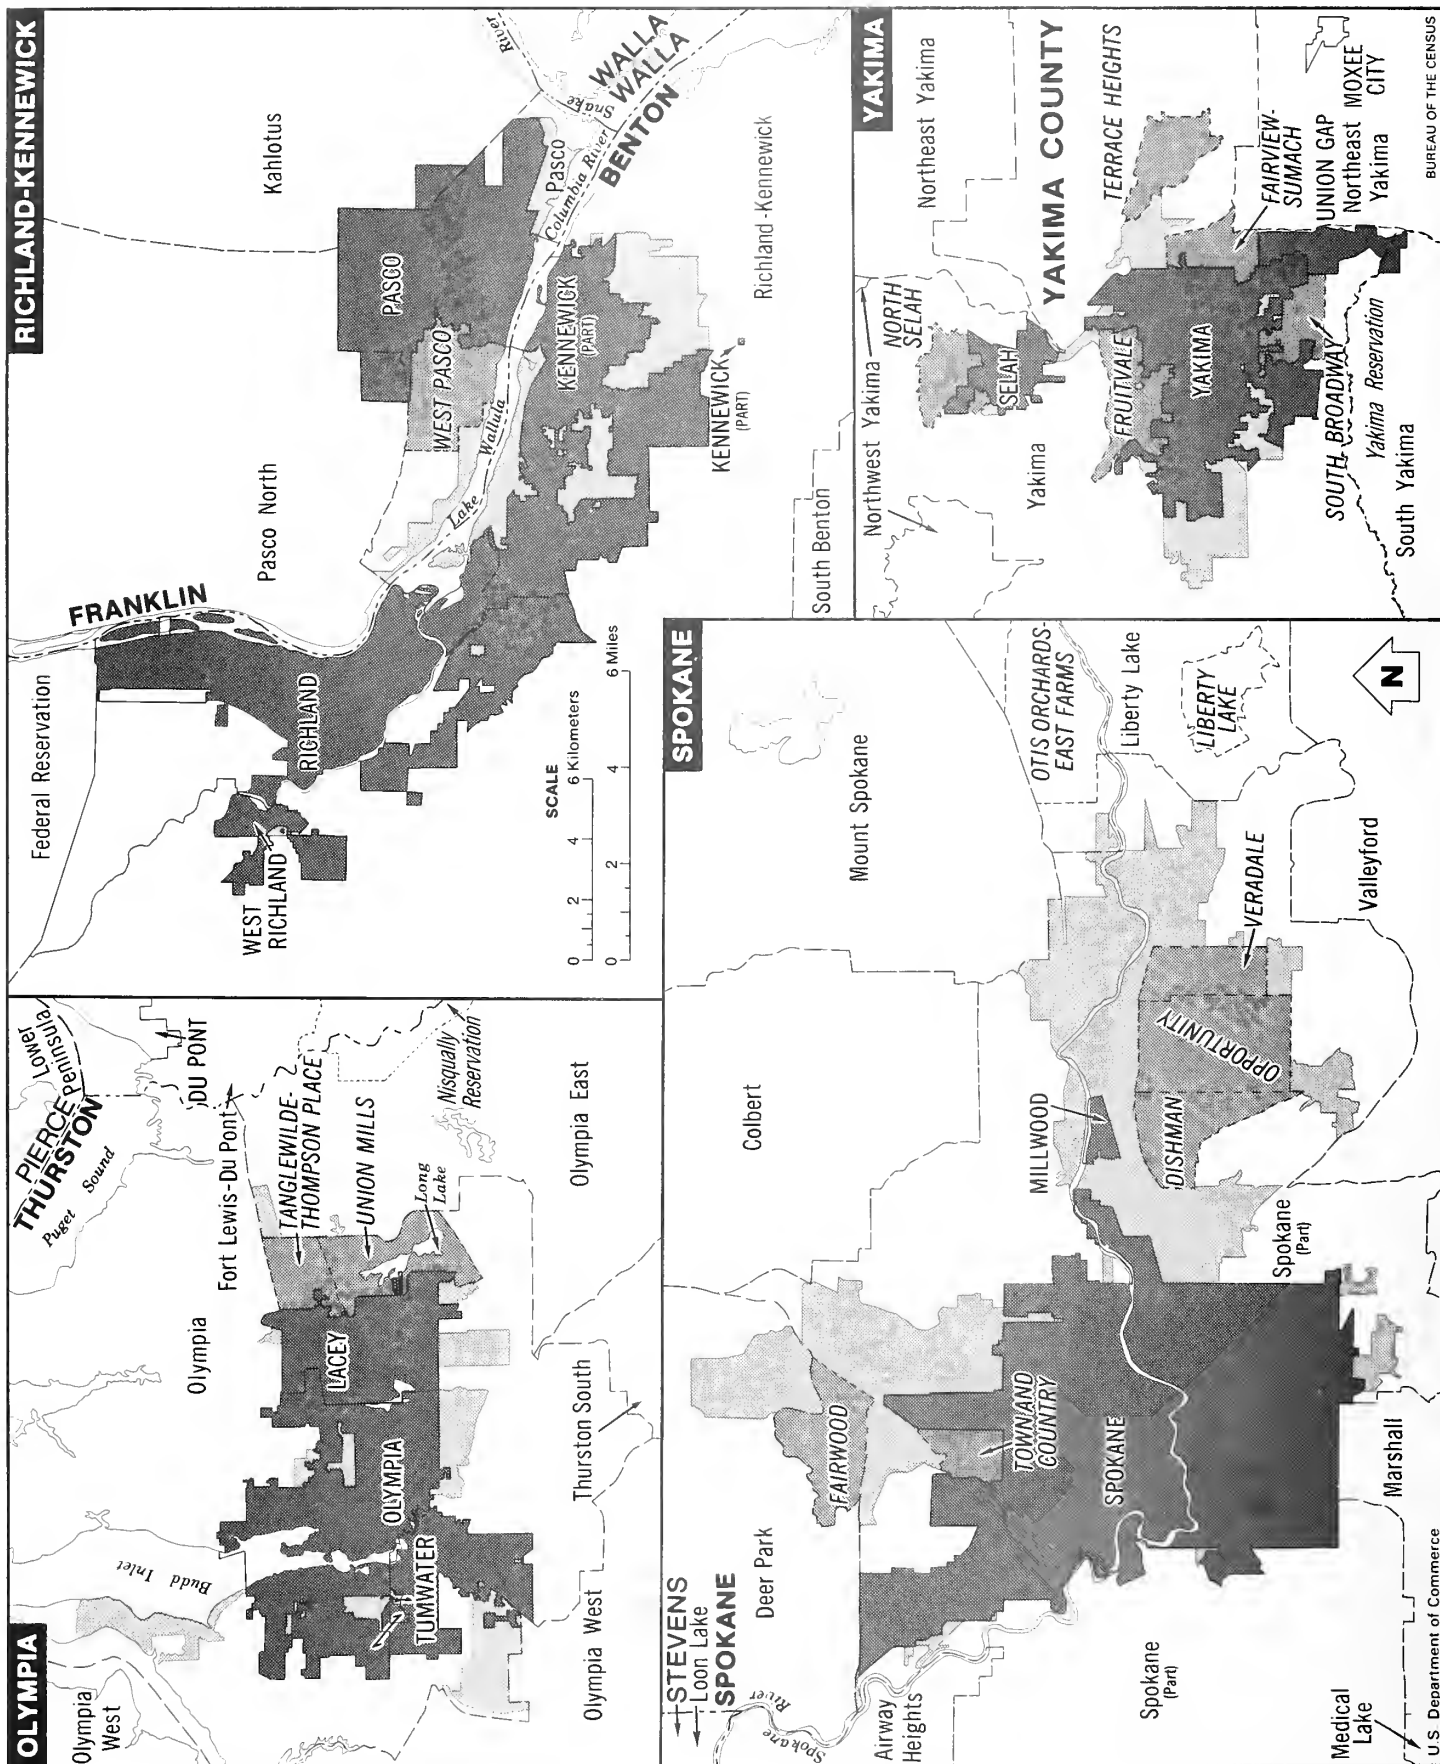 OLYMPIA
PIERCE
THURSTON
Lower
Peninsula
Puget Sound
DU PONT
Fort Lewis-Du Pont
TANGLEWILDE-
THOMPSON PLACE
UNION MILLS
Long
Lake
Nisqually
Reservation
Olympia
Olympia East
LACEY
OLYMPIA
TUMWATER
Budd Inlet
Olympia
West
Olympia West
Thurston South
RICHLAND-KENNEWICK
Federal Reservation
FRANKLIN
Pasco North
Kahlotus
River
Snake
WALLA
WALLA
BENTON
Columbia River
Pasco
PASCO
WEST PASCO
Lake Wallula
KENNEWICK
(PART)
KENNEWICK
(PART)
Richland-Kennewick
RICHLAND
WEST
RICHLAND
South Benton
SCALE
0 2 4 6 Kilometers
0 2 4 6 Miles
SPOKANE
STEVENS
Loon Lake
SPOKANE
Deer Park
Colbert
Mount Spokane
OTIS ORCHARDS-
EAST FARMS
Liberty Lake
LIBERTY
LAKE
FAIRWOOD
TOWN AND
COUNTRY
SPOKANE
MILLWOOD
DISHMAN
OPPORTUNITY
VERADALE
Valleyford
Spokane
(Part)
Marshall
Spokane River
Airway
Heights
Spokane
(Part)
Medical
Lake
N
U.S. Department of Commerce
YAKIMA
Northwest Yakima
NORTH
SELAH
Northeast Yakima
YAKIMA COUNTY
TERRACE HEIGHTS
SELAH
FRUITVALE
Yakima
YAKIMA
FAIRVIEW-
SUMACH
UNION GAP
Northeast
Yakima
MOXEE
CITY
SOUTH BROADWAY
Yakima Reservation
South Yakima
BUREAU OF THE CENSUS